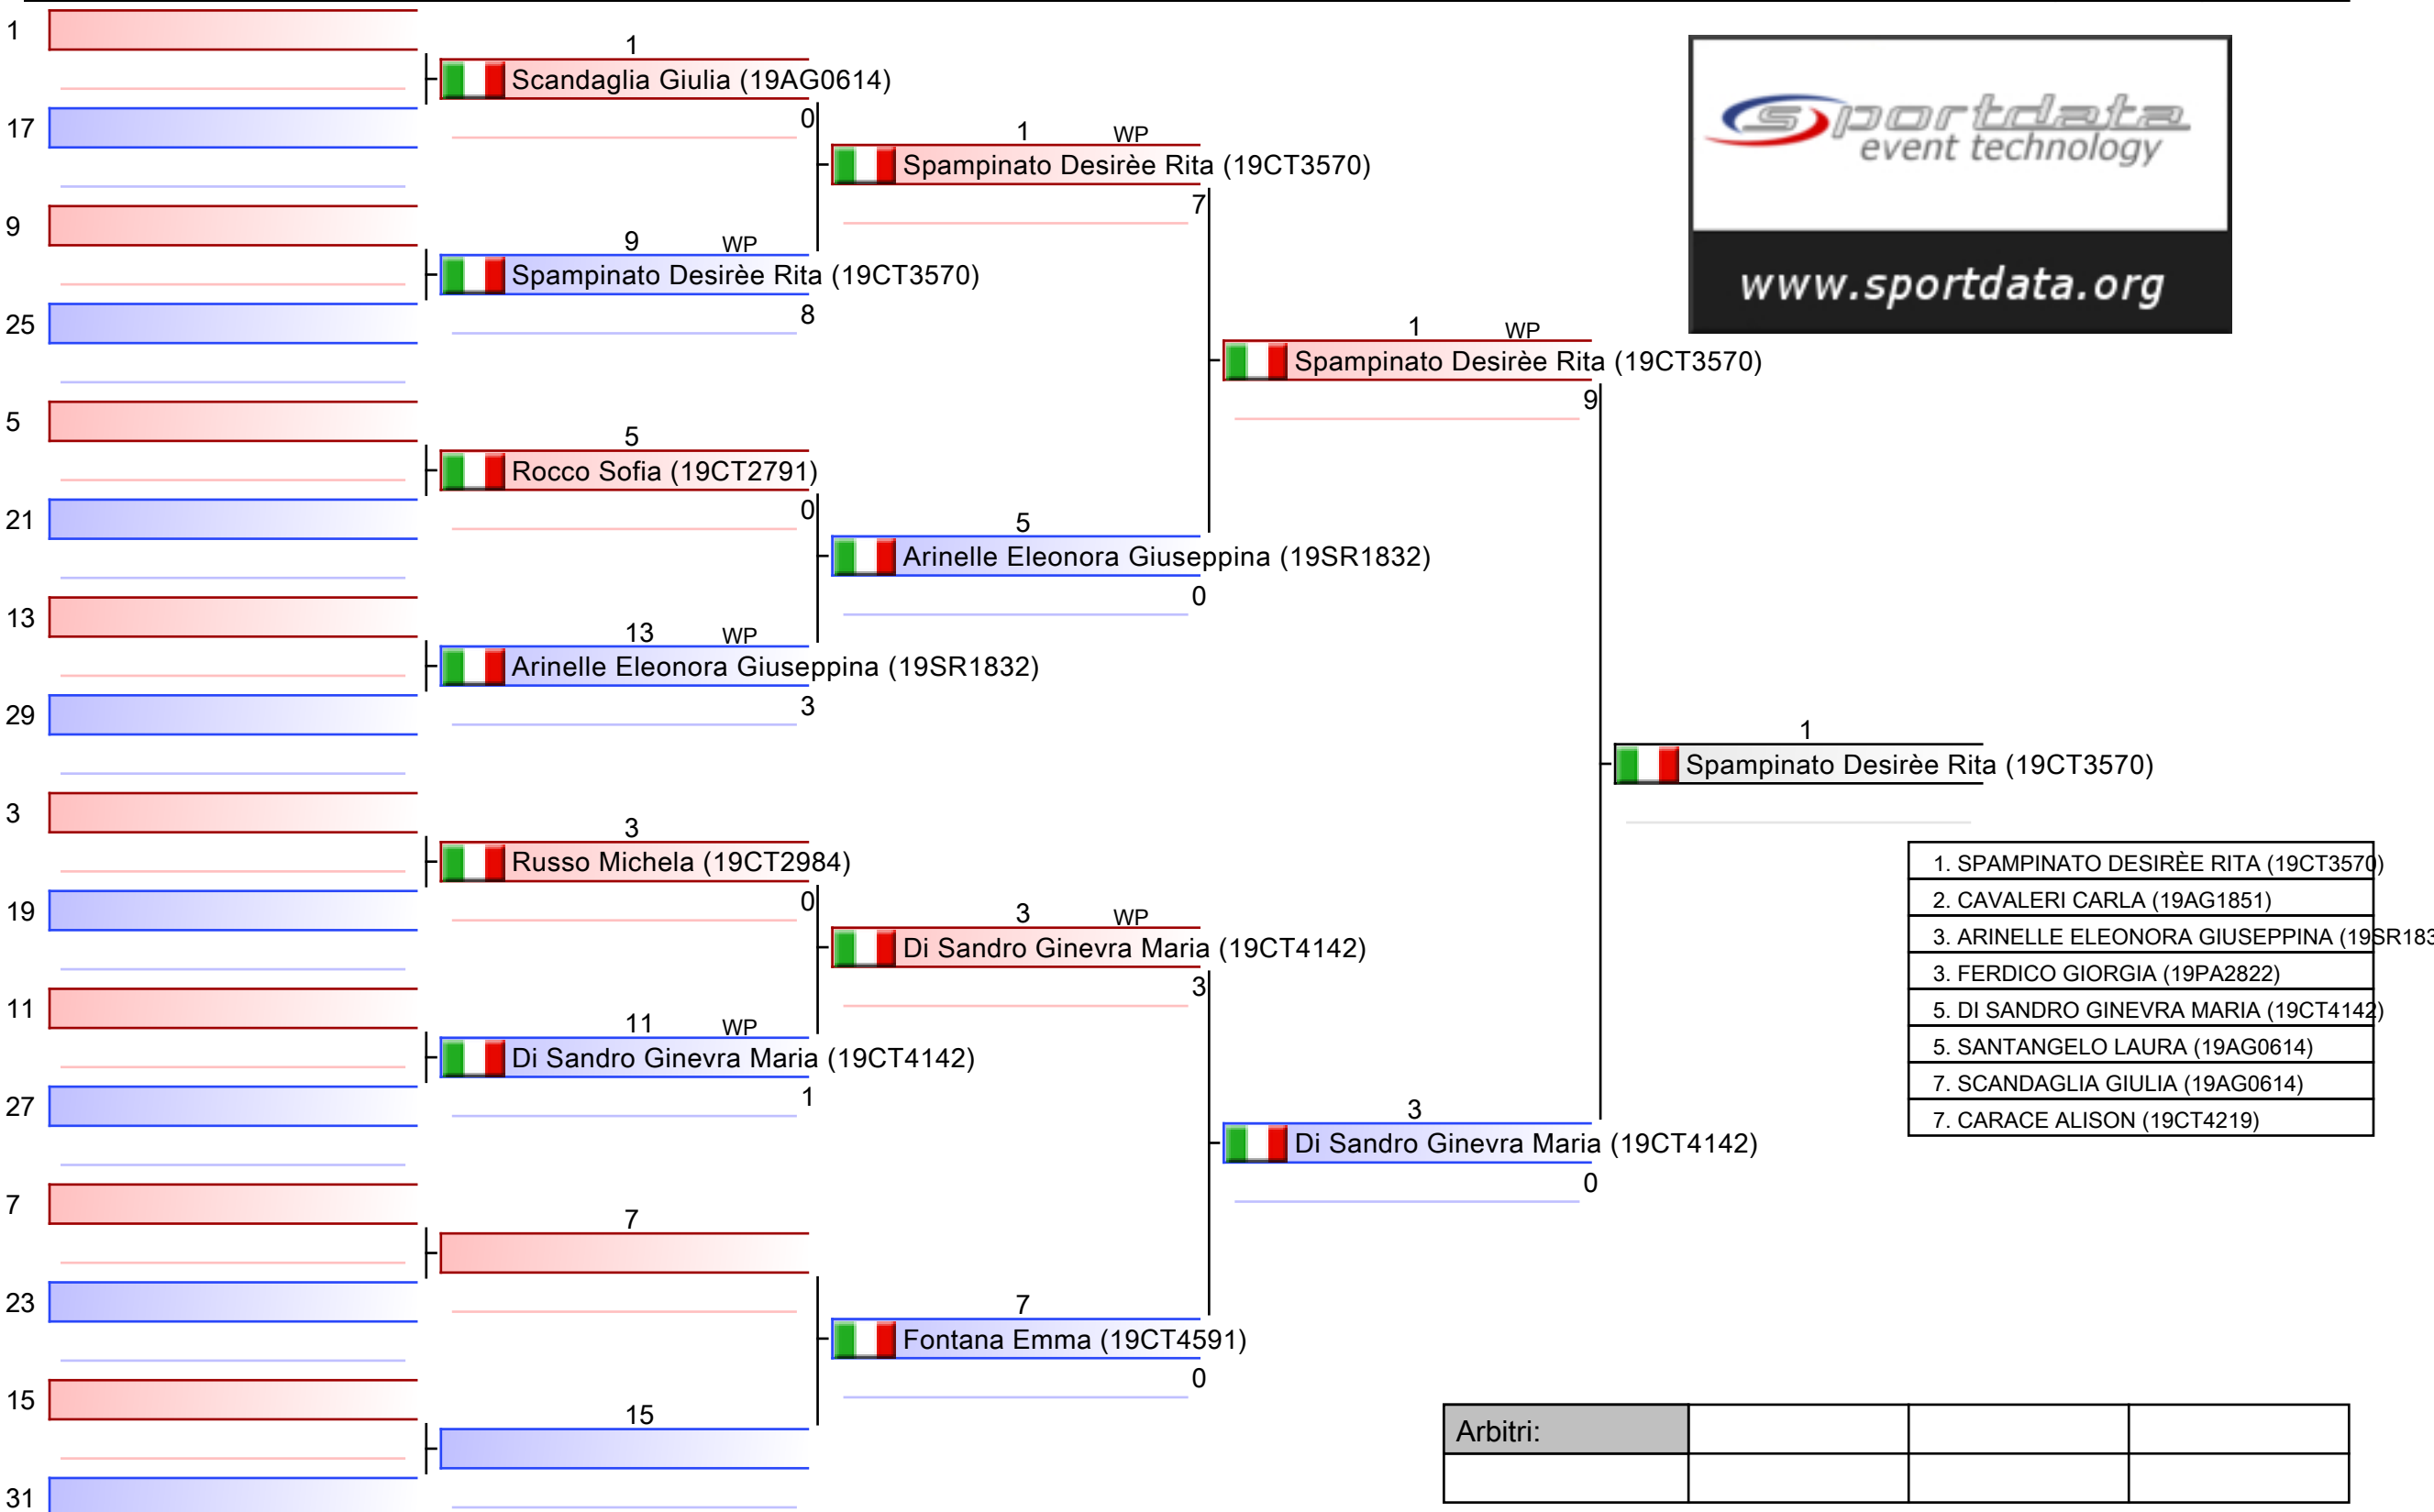 1
17
9
25
5
21
13
29
3
19
11
27
7
23
15
31
1
Scandaglia Giulia (19AG0614)
0
9 WP
Spampinato Desirèe Rita (19CT3570)
8
5
Rocco Sofia (19CT2791)
0
13 WP
Arinelle Eleonora Giuseppina (19SR1832)
3
3
Russo Michela (19CT2984)
0
11 WP
Di Sandro Ginevra Maria (19CT4142)
1
7
15
1 WP
Spampinato Desirèe Rita (19CT3570)
7
5
Arinelle Eleonora Giuseppina (19SR1832)
0
3 WP
Di Sandro Ginevra Maria (19CT4142)
3
7
Fontana Emma (19CT4591)
0
1 WP
Spampinato Desirèe Rita (19CT3570)
9
3
Di Sandro Ginevra Maria (19CT4142)
0
1
Spampinato Desirèe Rita (19CT3570)
sportdata
event technology
www.sportdata.org
1. SPAMPINATO DESIRÈE RITA (19CT3570)
2. CAVALERI CARLA (19AG1851)
3. ARINELLE ELEONORA GIUSEPPINA (19SR183
3. FERDICO GIORGIA (19PA2822)
5. DI SANDRO GINEVRA MARIA (19CT4142)
5. SANTANGELO LAURA (19AG0614)
7. SCANDAGLIA GIULIA (19AG0614)
7. CARACE ALISON (19CT4219)
Arbitri: